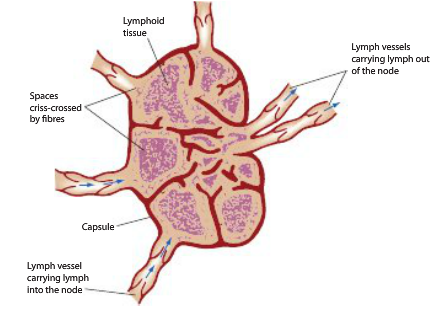 Lymphoid
tissue
Lymph vessels
carrying lymph out
of the node
Spaces
criss-crossed
by fibres
Capsule
Lymph vessel
carrying lymph
into the node